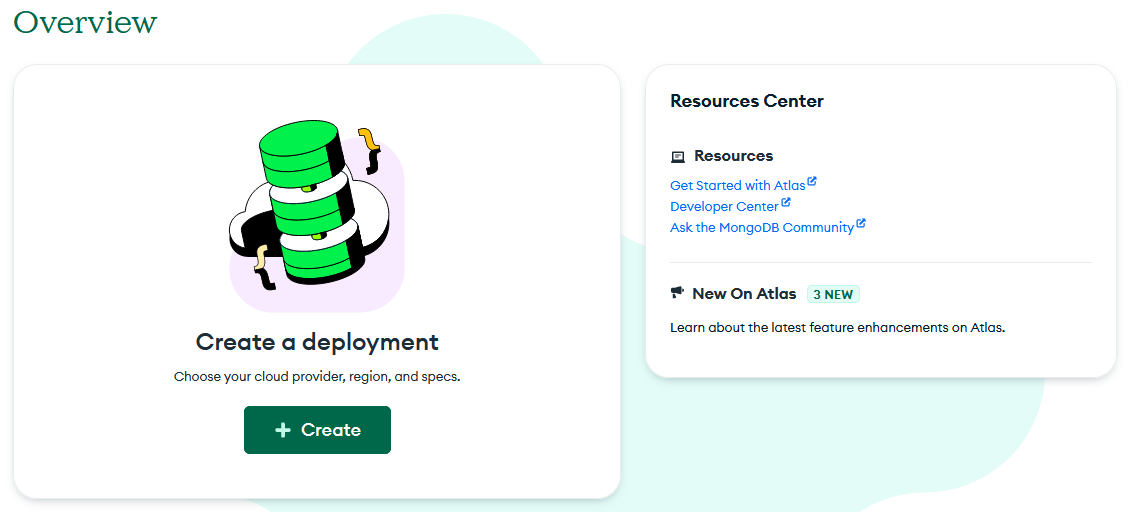 Overview
Create a deployment
Choose your cloud provider, region, and specs.
+ Create
Resources Center
Resources
Get Started with Atlas
Developer Center
Ask the MongoDB Community
New On Atlas 3 NEW
Learn about the latest feature enhancements on Atlas.